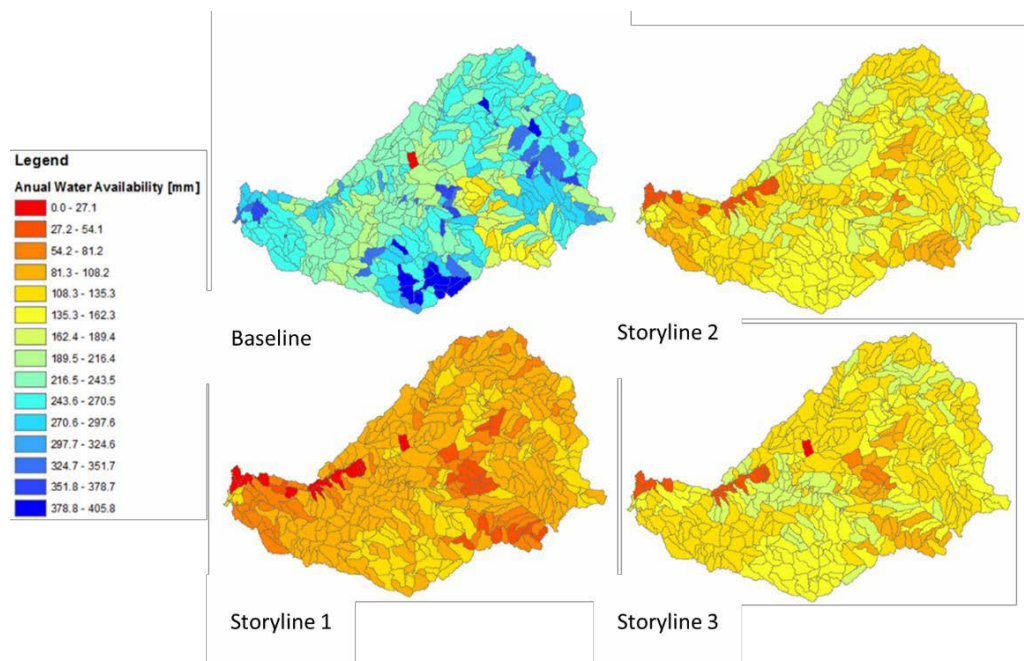 Legend
Anual Water Availability [mm]
0.0 - 27.1
27.2 - 54.1
54.2 - 81.2
81.3 - 108.2
108.3 - 135.3
135.3 - 162.3
162.4 - 189.4
189.5 - 216.4
216.5 - 243.5
243.6 - 270.5
270.6 - 297.6
297.7 - 324.6
324.7 - 351.7
351.8 - 378.7
378.8 - 405.8
Baseline
Storyline 2
Storyline 1
Storyline 3